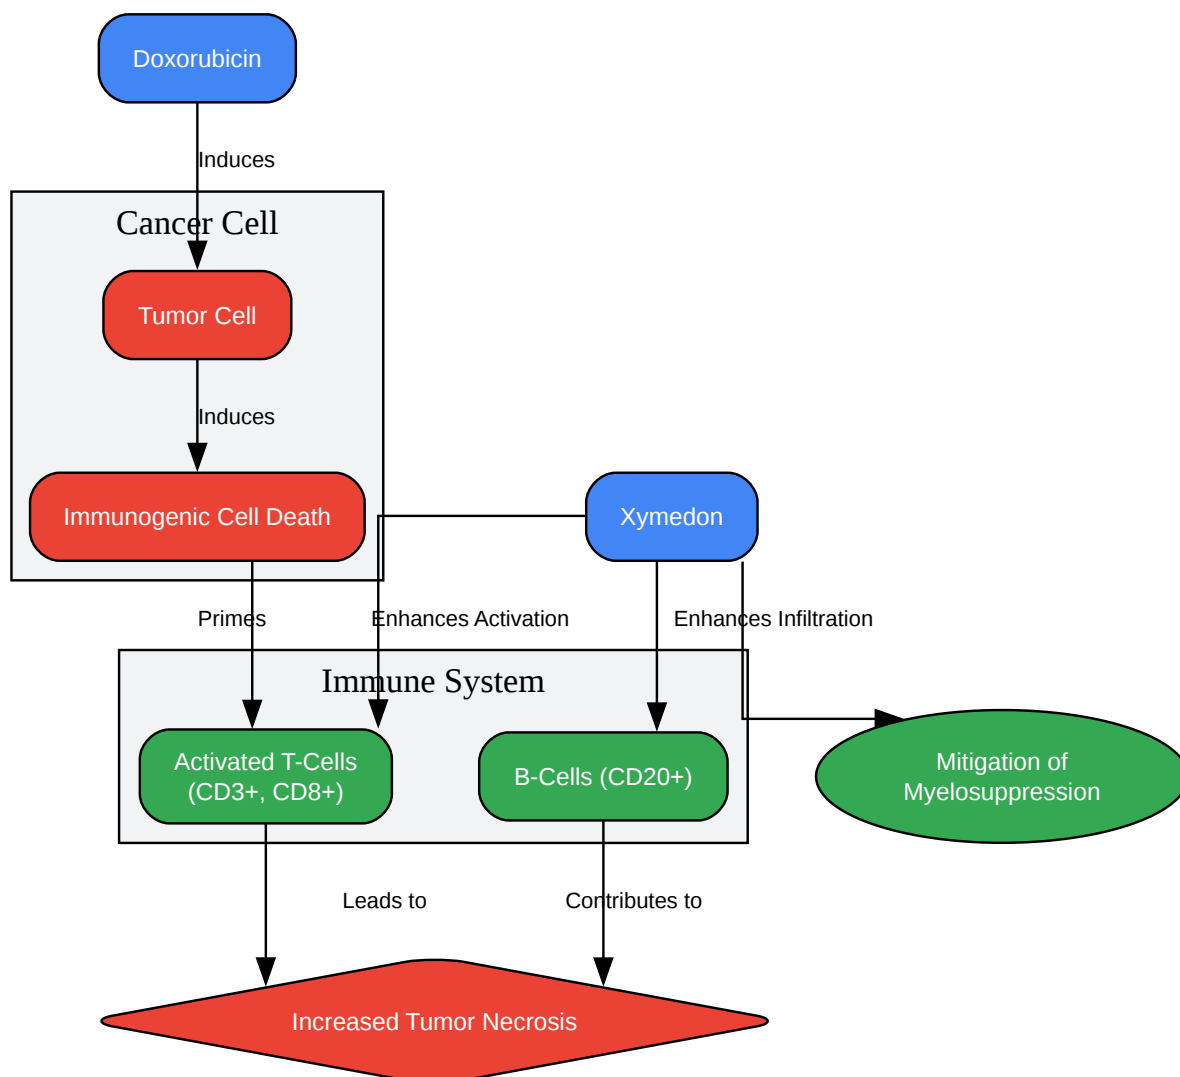 Doxorubicin
Induces
Cancer Cell
Tumor Cell
Induces
Immunogenic Cell Death
Xymedon
Primes
Enhances Activation
Enhances Infiltration
Immune System
Activated T-Cells
(CD3+, CD8+)
B-Cells (CD20+)
Mitigation of
Myelosuppression
Leads to
Contributes to
Increased Tumor Necrosis